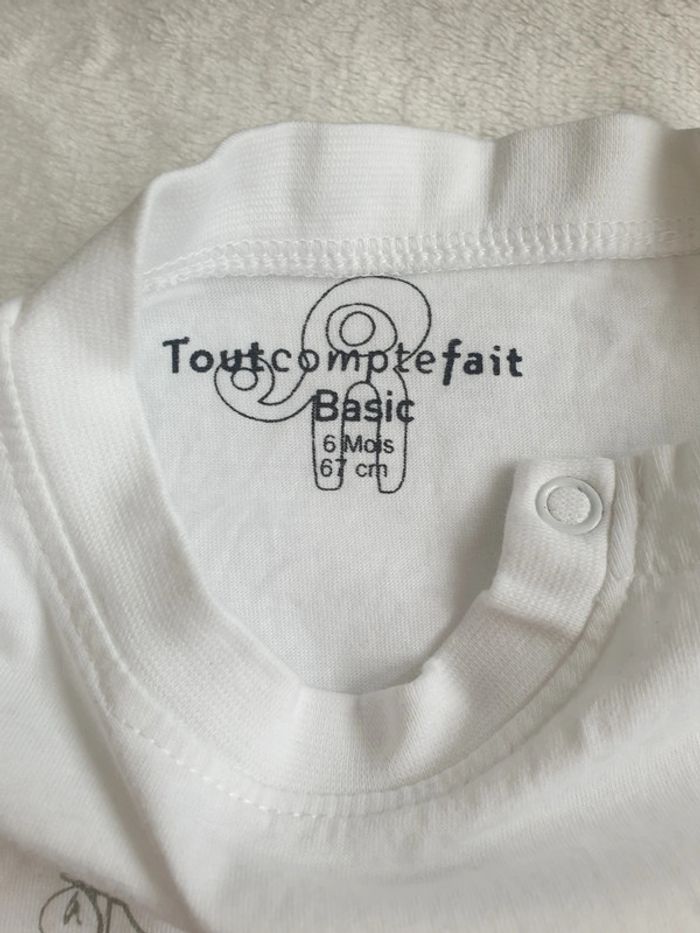 Toutcomptefait
Basic
6 Mois
67 cm